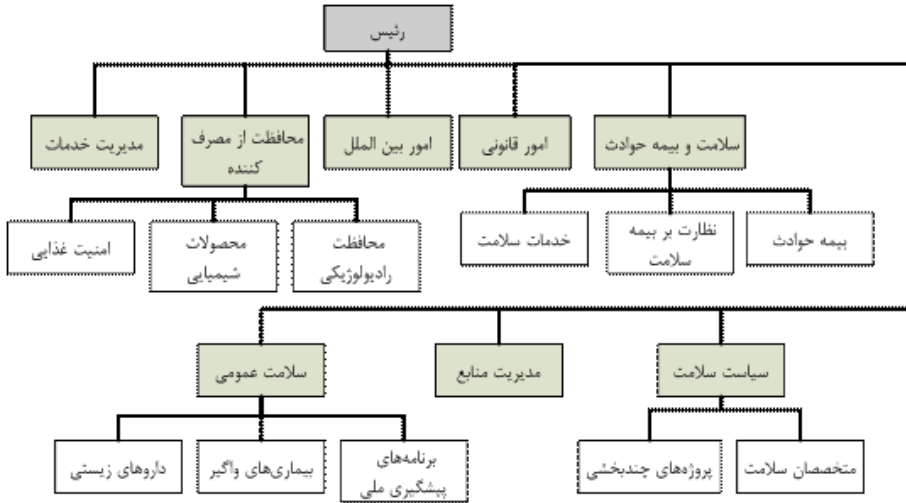 رئیس
سلامت و بیمه حوادث
امور قانونی
امور بین الملل
محافظت از مصرف
کننده
مدیریت خدمات
بیمه حوادث
نظارت بر بیمه
سلامت
خدمات سلامت
محافظت
رادیولوژیکی
محصولات
شیمیایی
امنیت غذایی
سیاست سلامت
مدیریت منابع
سلامت عمومی
متخصصان سلامت
پروژه‌های چندبخشی
برنامه‌های
پیشگیری ملی
بیماری‌های واگیر
داروهای زیستی